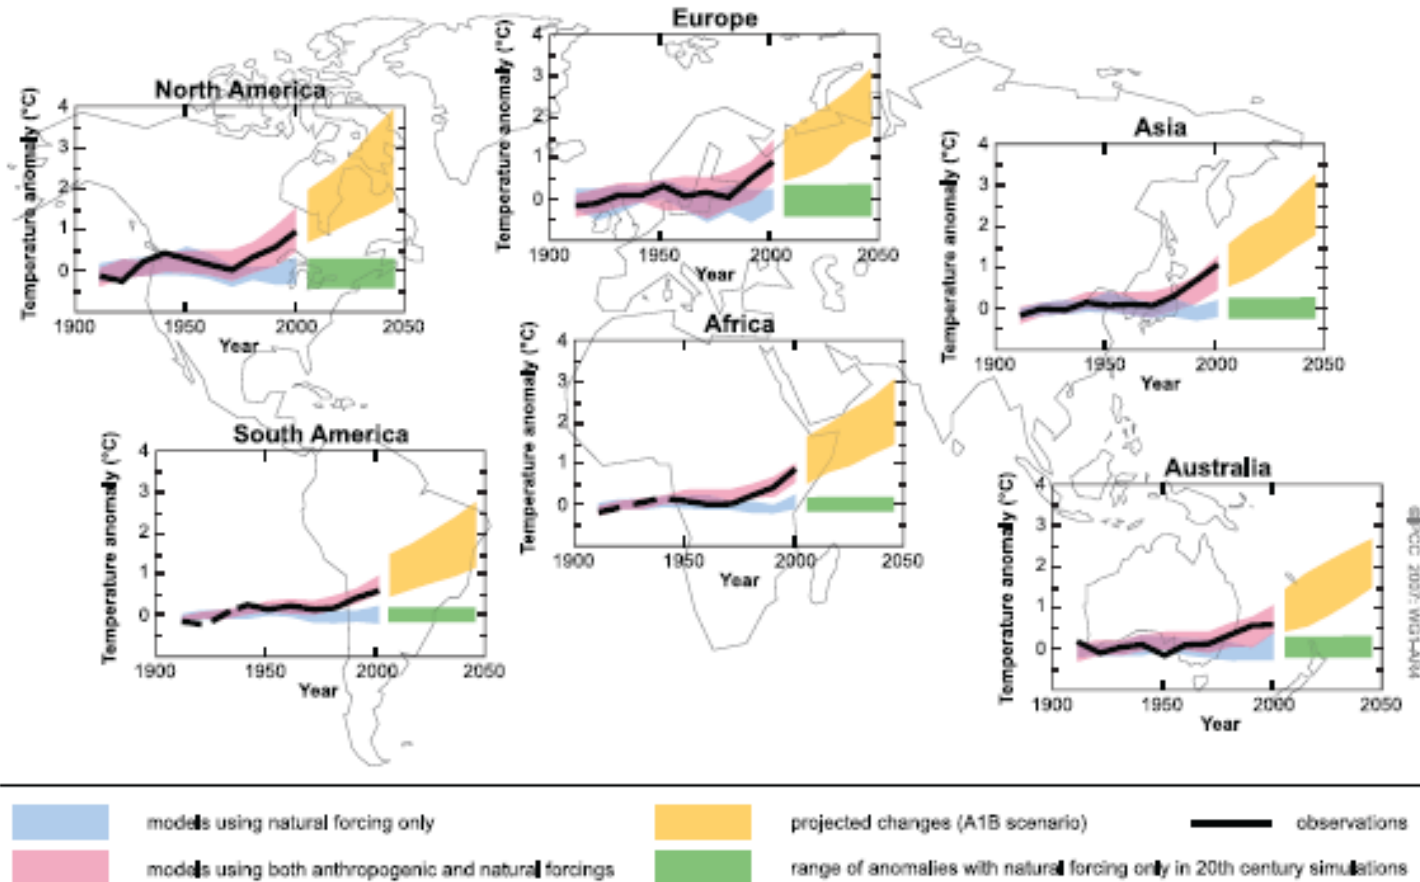 Europe
Temperature anomaly (°C)
4
3
2
1
0
1900
1950
2000
2050
Year
North America
Temperature anomaly (°C)
4
3
2
1
0
1900
1950
2000
2050
Year
Asia
Temperature anomaly (°C)
4
3
2
1
0
1900
1950
2000
2050
Year
Africa
Temperature anomaly (°C)
4
3
2
1
0
1900
1950
2000
2050
Year
South America
Temperature anomaly (°C)
4
3
2
1
0
1900
1950
2000
2050
Year
Australia
Temperature anomaly (°C)
4
3
2
1
0
1900
1950
2000
2050
Year
©IPCC 2007: WG1-AR4
models using natural forcing only
projected changes (A1B scenario)
observations
models using both anthropogenic and natural forcings
range of anomalies with natural forcing only in 20th century simulations